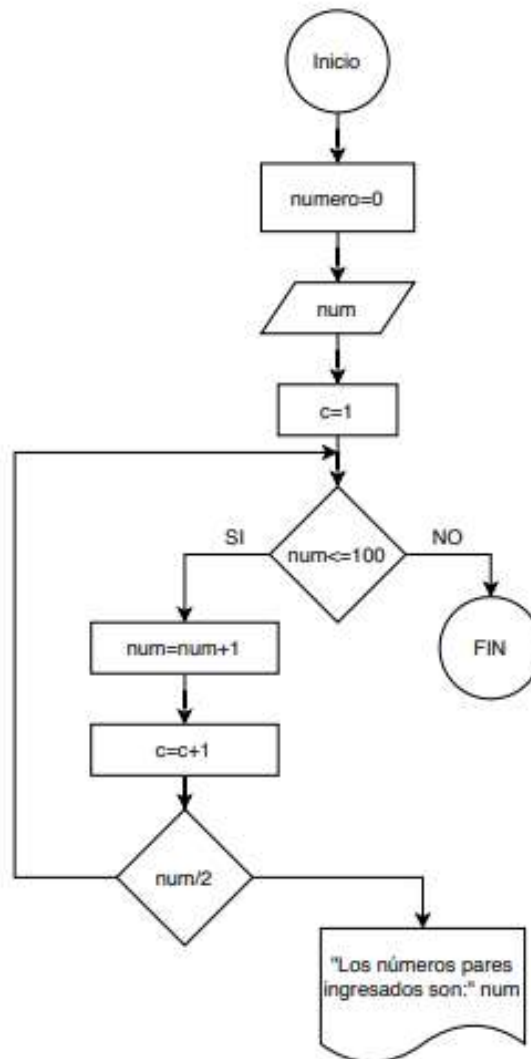 Inicio
numero=0
num
c=1
SI
NO
num<=100
num=num+1
FIN
c=c+1
num/2
"Los números pares
ingresados son:" num